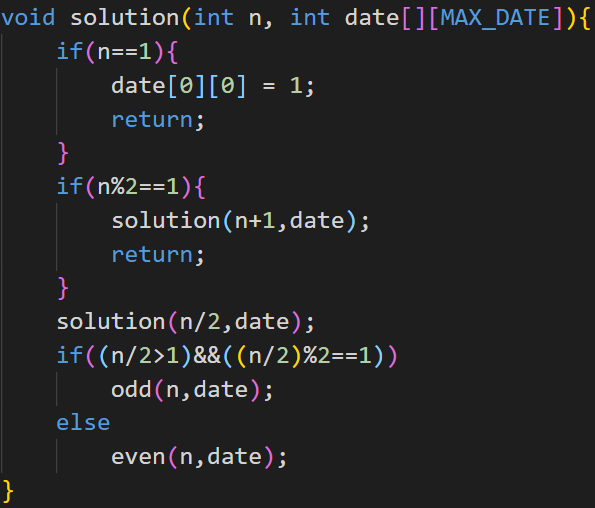 void solution(int n, int date[][MAX_DATE]){
    if(n==1){
        date[0][0] = 1;
        return;
    }
    if(n%2==1){
        solution(n+1,date);
        return;
    }
    solution(n/2,date);
    if((n/2>1)&&((n/2)%2==1))
        odd(n,date);
    else
        even(n,date);
}